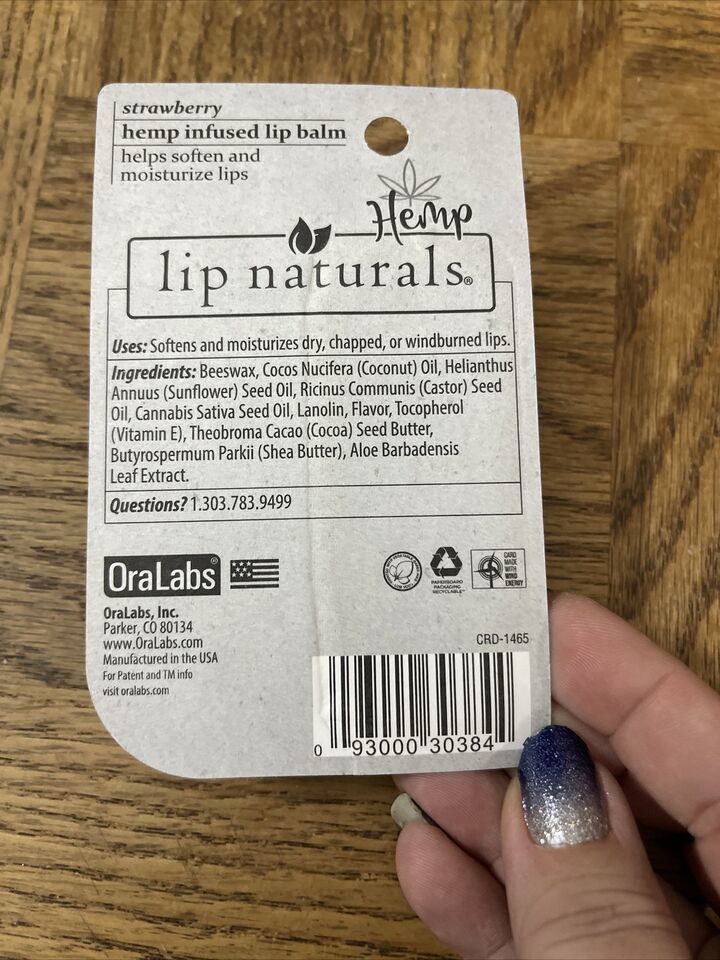 strawberry
hemp infused lip balm
helps soften and
moisturize lips
Hemp
lip naturals®
Uses: Softens and moisturizes dry, chapped, or windburned lips.
Ingredients: Beeswax, Cocos Nucifera (Coconut) Oil, Helianthus
Annuus (Sunflower) Seed Oil, Ricinus Communis (Castor) Seed
Oil, Cannabis Sativa Seed Oil, Lanolin, Flavor, Tocopherol
(Vitamin E), Theobroma Cacao (Cocoa) Seed Butter,
Butyrospermum Parkii (Shea Butter), Aloe Barbadensis
Leaf Extract.
Questions? 1.303.783.9499
OraLabs®
OraLabs, Inc.
Parker, CO 80134
www.OraLabs.com
Manufactured in the USA
For Patent and TM info
visit oralabs.com
PAPERBOARD
PACKAGING
RECYCLABLE™
CARD
MADE
WITH
WIND
ENERGY
CRD-1465
0 93000 30384